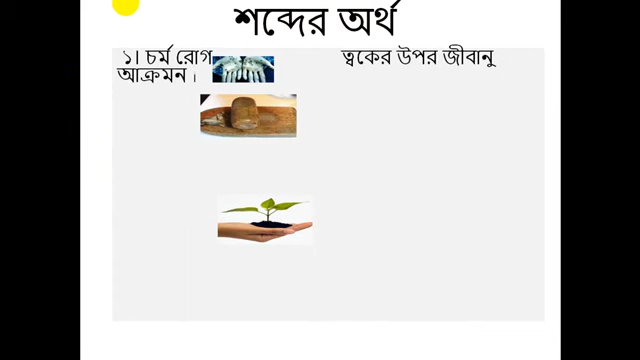 শব্দের অর্থ
১। চর্ম রোগ ত্বকের উপর জীবানু
আক্রমন।